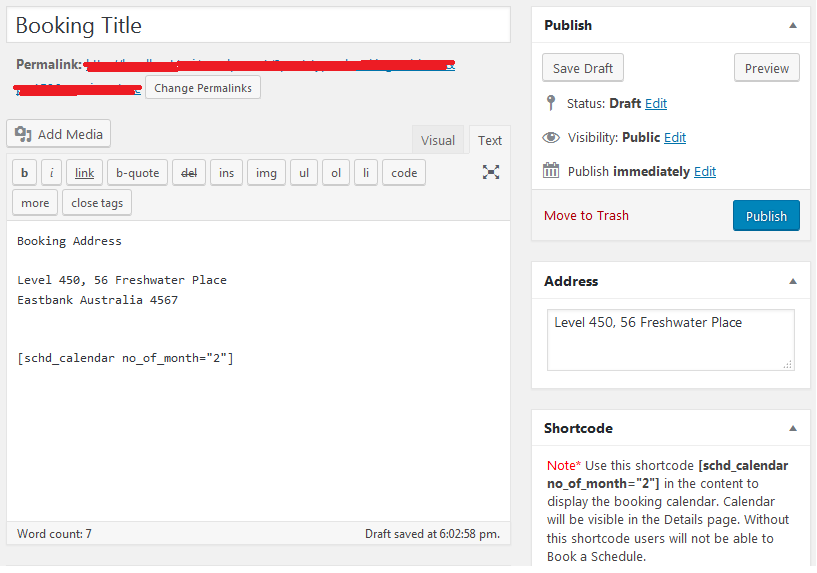 Booking Title
Permalink:
Change Permalinks
Add Media
Visual
Text
b
i
link
b-quote
del
ins
img
ul
ol
li
code
more
close tags
Booking Address
Level 450, 56 Freshwater Place
Eastbank Australia 4567
[schd_calendar no_of_month="2"]
Word count: 7
Draft saved at 6:02:58 pm.
Publish
Save Draft
Preview
Status: Draft Edit
Visibility: Public Edit
Publish immediately Edit
Move to Trash
Publish
Address
Level 450, 56 Freshwater Place
Shortcode
Note* Use this shortcode [schd_calendar
no_of_month="2"] in the content to
display the booking calendar. Calendar
will be visible in the Details page. Without
this shortcode users will not be able to
Book a Schedule.